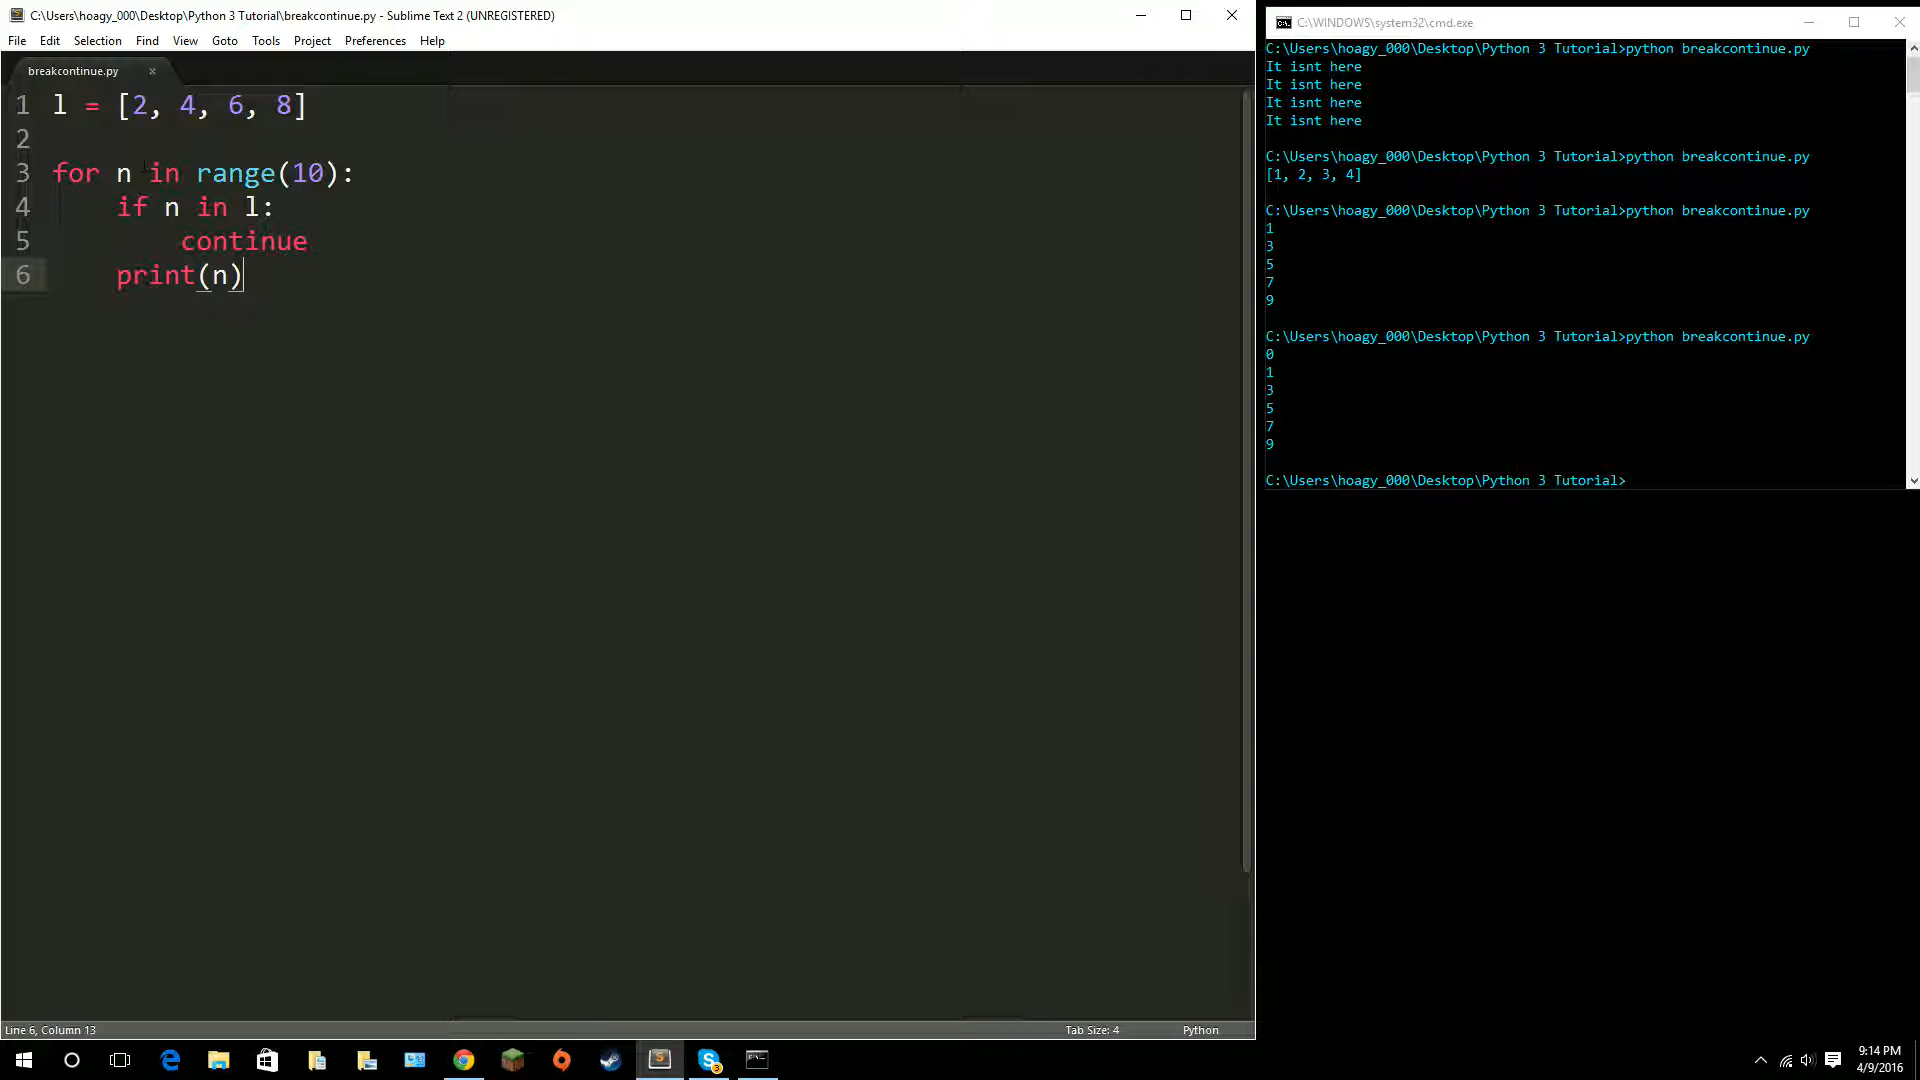 C:\Users\hoagy_000\Desktop\Python 3 Tutorial\breakcontinue.py - Sublime Text 2 (UNREGISTERED)
File Edit Selection Find View Goto Tools Project Preferences Help
breakcontinue.py ×
1 l = [2, 4, 6, 8]
2
3 for n in range(10):
4 if n in l:
5 continue
6 print(n)
Line 6, Column 13
Tab Size: 4
Python
C:\WINDOWS\system32\cmd.exe
C:\Users\hoagy_000\Desktop\Python 3 Tutorial>python breakcontinue.py
It isnt here
It isnt here
It isnt here
It isnt here
C:\Users\hoagy_000\Desktop\Python 3 Tutorial>python breakcontinue.py
[1, 2, 3, 4]
C:\Users\hoagy_000\Desktop\Python 3 Tutorial>python breakcontinue.py
1
3
5
7
9
C:\Users\hoagy_000\Desktop\Python 3 Tutorial>python breakcontinue.py
0
1
3
5
7
9
C:\Users\hoagy_000\Desktop\Python 3 Tutorial>
9:14 PM
4/9/2016